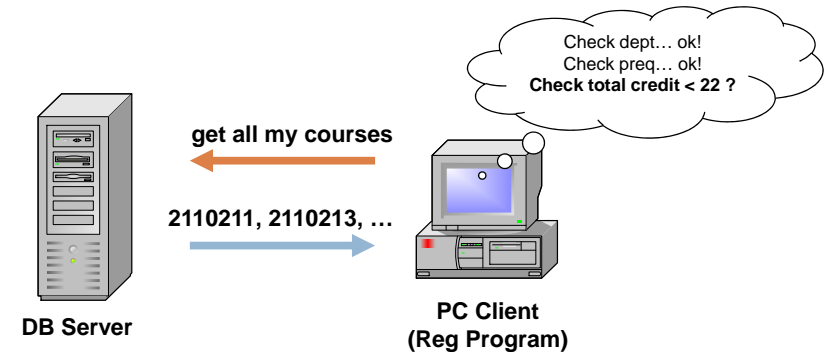 Check dept… ok!
Check preq… ok!
Check total credit < 22 ?
get all my courses
2110211, 2110213, …
DB Server
PC Client
(Reg Program)